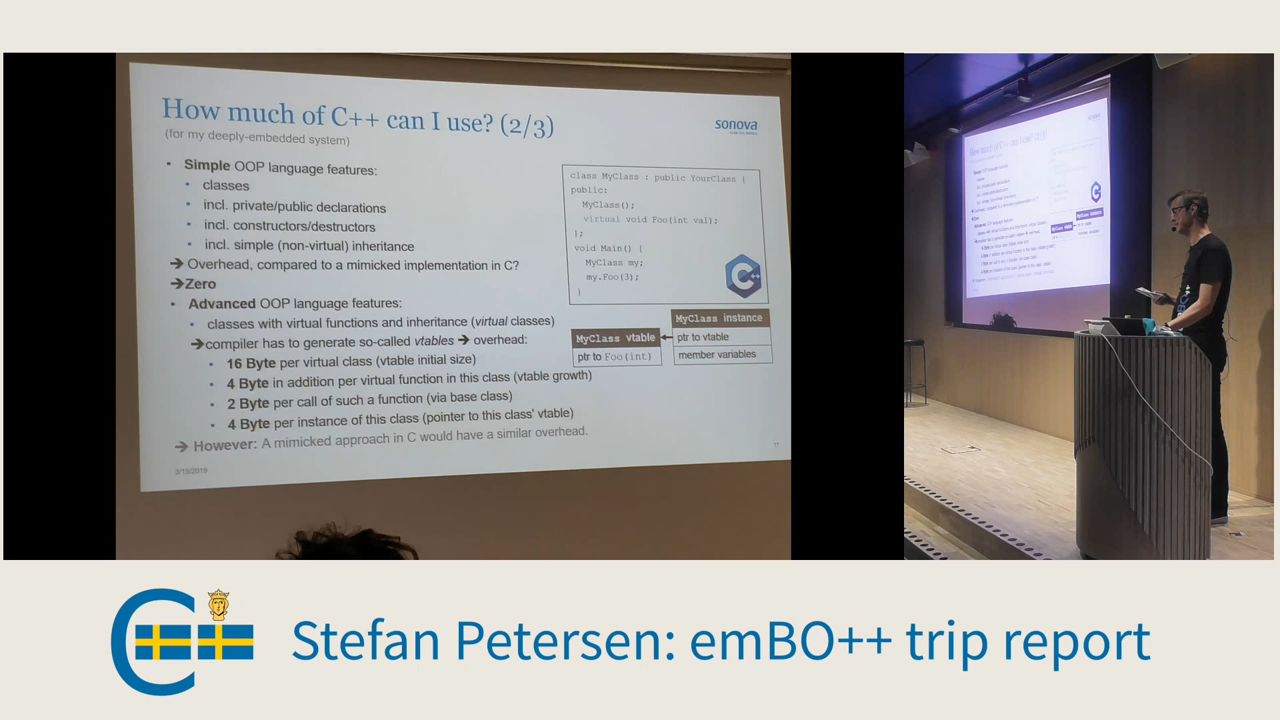 How much of C++ can I use? (2/3)
(for my deeply-embedded system)
sonova
• Simple OOP language features:
• classes
• incl. private/public declarations
• incl. constructors/destructors
• incl. simple (non-virtual) inheritance
➔ Overhead, compared to a mimicked implementation in C?
➔Zero
• Advanced OOP language features:
• classes with virtual functions and inheritance (virtual classes)
➔compiler has to generate so-called vtables ➔ overhead:
• 16 Byte per virtual class (vtable initial size)
• 4 Byte in addition per virtual function in this class (vtable growth)
• 2 Byte per call of such a function (via base class)
• 4 Byte per instance of this class (pointer to this class' vtable)
➔ However: A mimicked approach in C would have a similar overhead.
class MyClass : public YourClass {
public:
MyClass();
virtual void Foo(int val);
};
void Main() {
MyClass my;
my.Foo(3);
}
C++
MyClass vtable
ptr to Foo(int)
MyClass instance
ptr to vtable
member variables
Stefan Petersen: emBO++ trip report